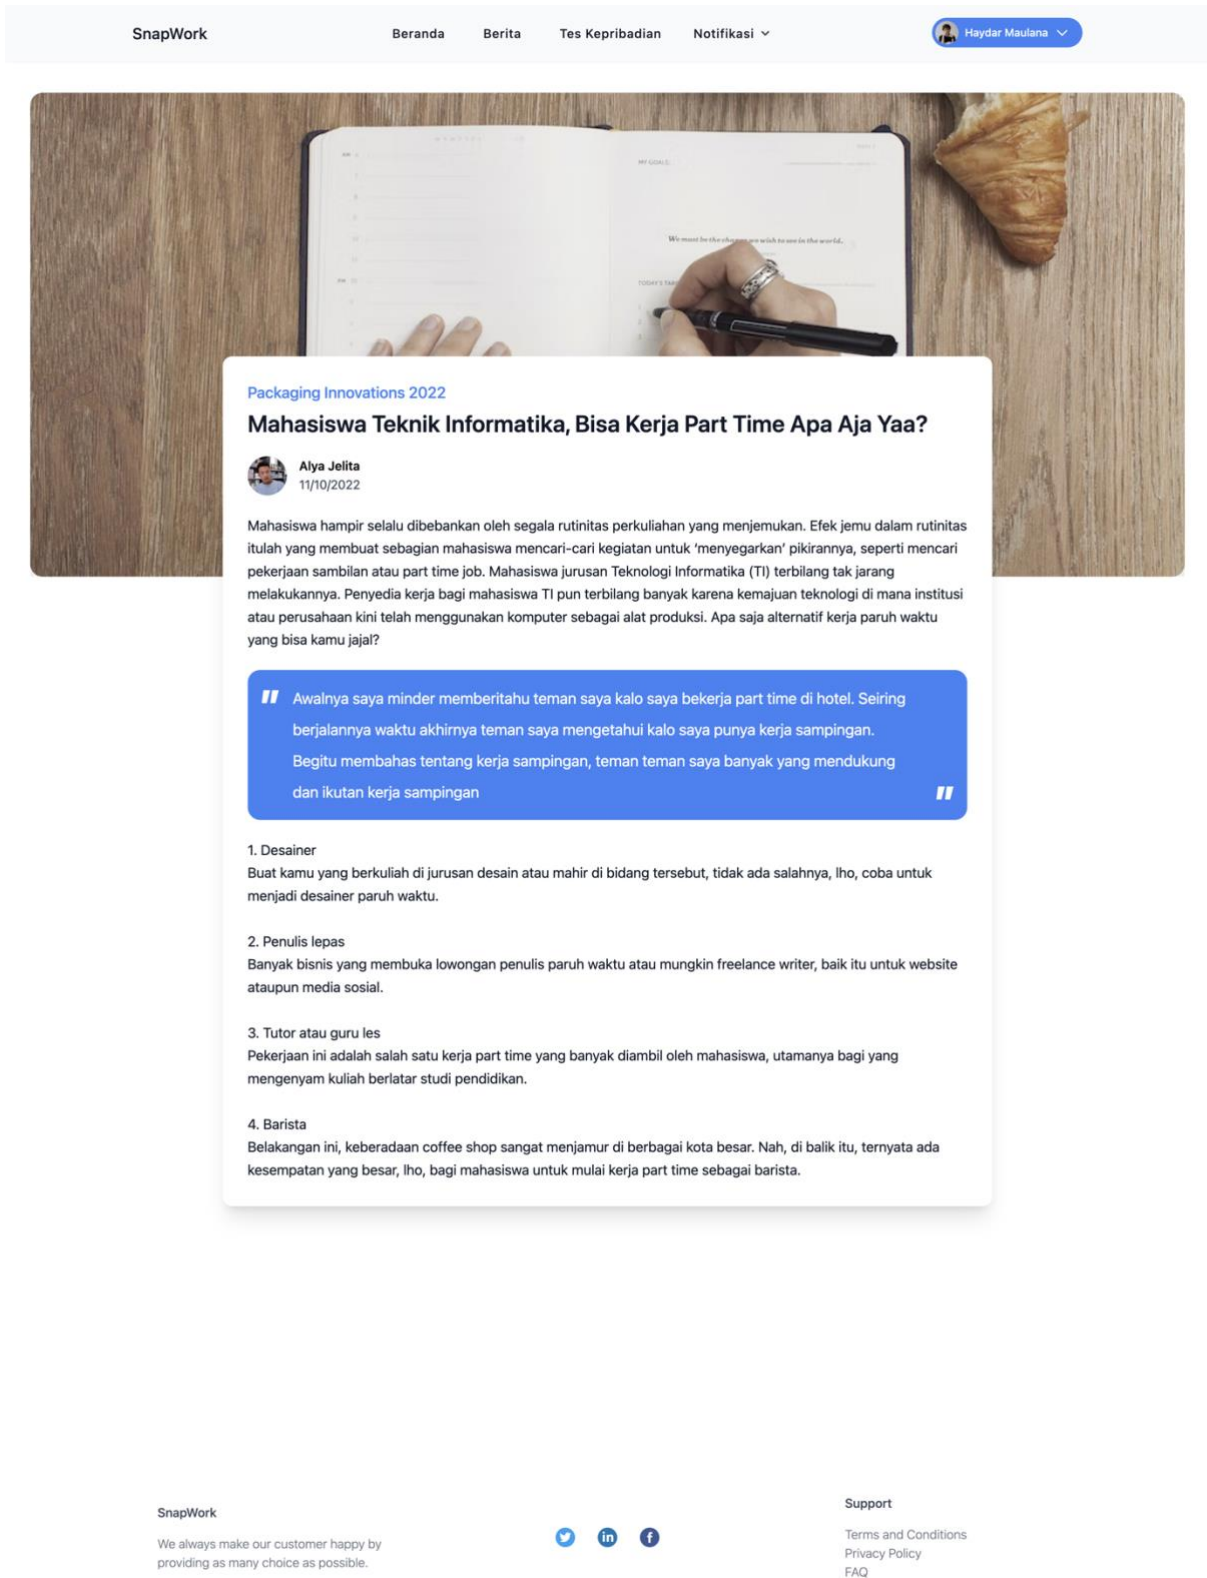 SnapWork
Beranda
Berita
Tes Kepribadian
Notifikasi
Haydar Maulana
MY GOALS:
We must be the change we wish to see in the world.
Packaging Innovations 2022
Mahasiswa Teknik Informatika, Bisa Kerja Part Time Apa Aja Yaa?
Alya Jelita
11/10/2022
Mahasiswa hampir selalu dibebankan oleh segala rutinitas perkuliahan yang menjemukan. Efek jemu dalam rutinitas
itulah yang membuat sebagian mahasiswa mencari-cari kegiatan untuk ‘menyegarkan’ pikirannya, seperti mencari
pekerjaan sambilan atau part time job. Mahasiswa jurusan Teknologi Informatika (TI) terbilang tak jarang
melakukannya. Penyedia kerja bagi mahasiswa TI pun terbilang banyak karena kemajuan teknologi di mana institusi
atau perusahaan kini telah menggunakan komputer sebagai alat produksi. Apa saja alternatif kerja paruh waktu
yang bisa kamu jajal?
" Awalnya saya minder memberitahu teman saya kalo saya bekerja part time di hotel. Seiring
berjalannya waktu akhirnya teman saya mengetahui kalo saya punya kerja sampingan.
Begitu membahas tentang kerja sampingan, teman teman saya banyak yang mendukung
dan ikutan kerja sampingan "
1. Desainer
Buat kamu yang berkuliah di jurusan desain atau mahir di bidang tersebut, tidak ada salahnya, lho, coba untuk
menjadi desainer paruh waktu.
2. Penulis lepas
Banyak bisnis yang membuka lowongan penulis paruh waktu atau mungkin freelance writer, baik itu untuk website
ataupun media sosial.
3. Tutor atau guru les
Pekerjaan ini adalah salah satu kerja part time yang banyak diambil oleh mahasiswa, utamanya bagi yang
mengenyam kuliah berlatar studi pendidikan.
4. Barista
Belakangan ini, keberadaan coffee shop sangat menjamur di berbagai kota besar. Nah, di balik itu, ternyata ada
kesempatan yang besar, lho, bagi mahasiswa untuk mulai kerja part time sebagai barista.
SnapWork
We always make our customer happy by
providing as many choice as possible.
Support
Terms and Conditions
Privacy Policy
FAQ